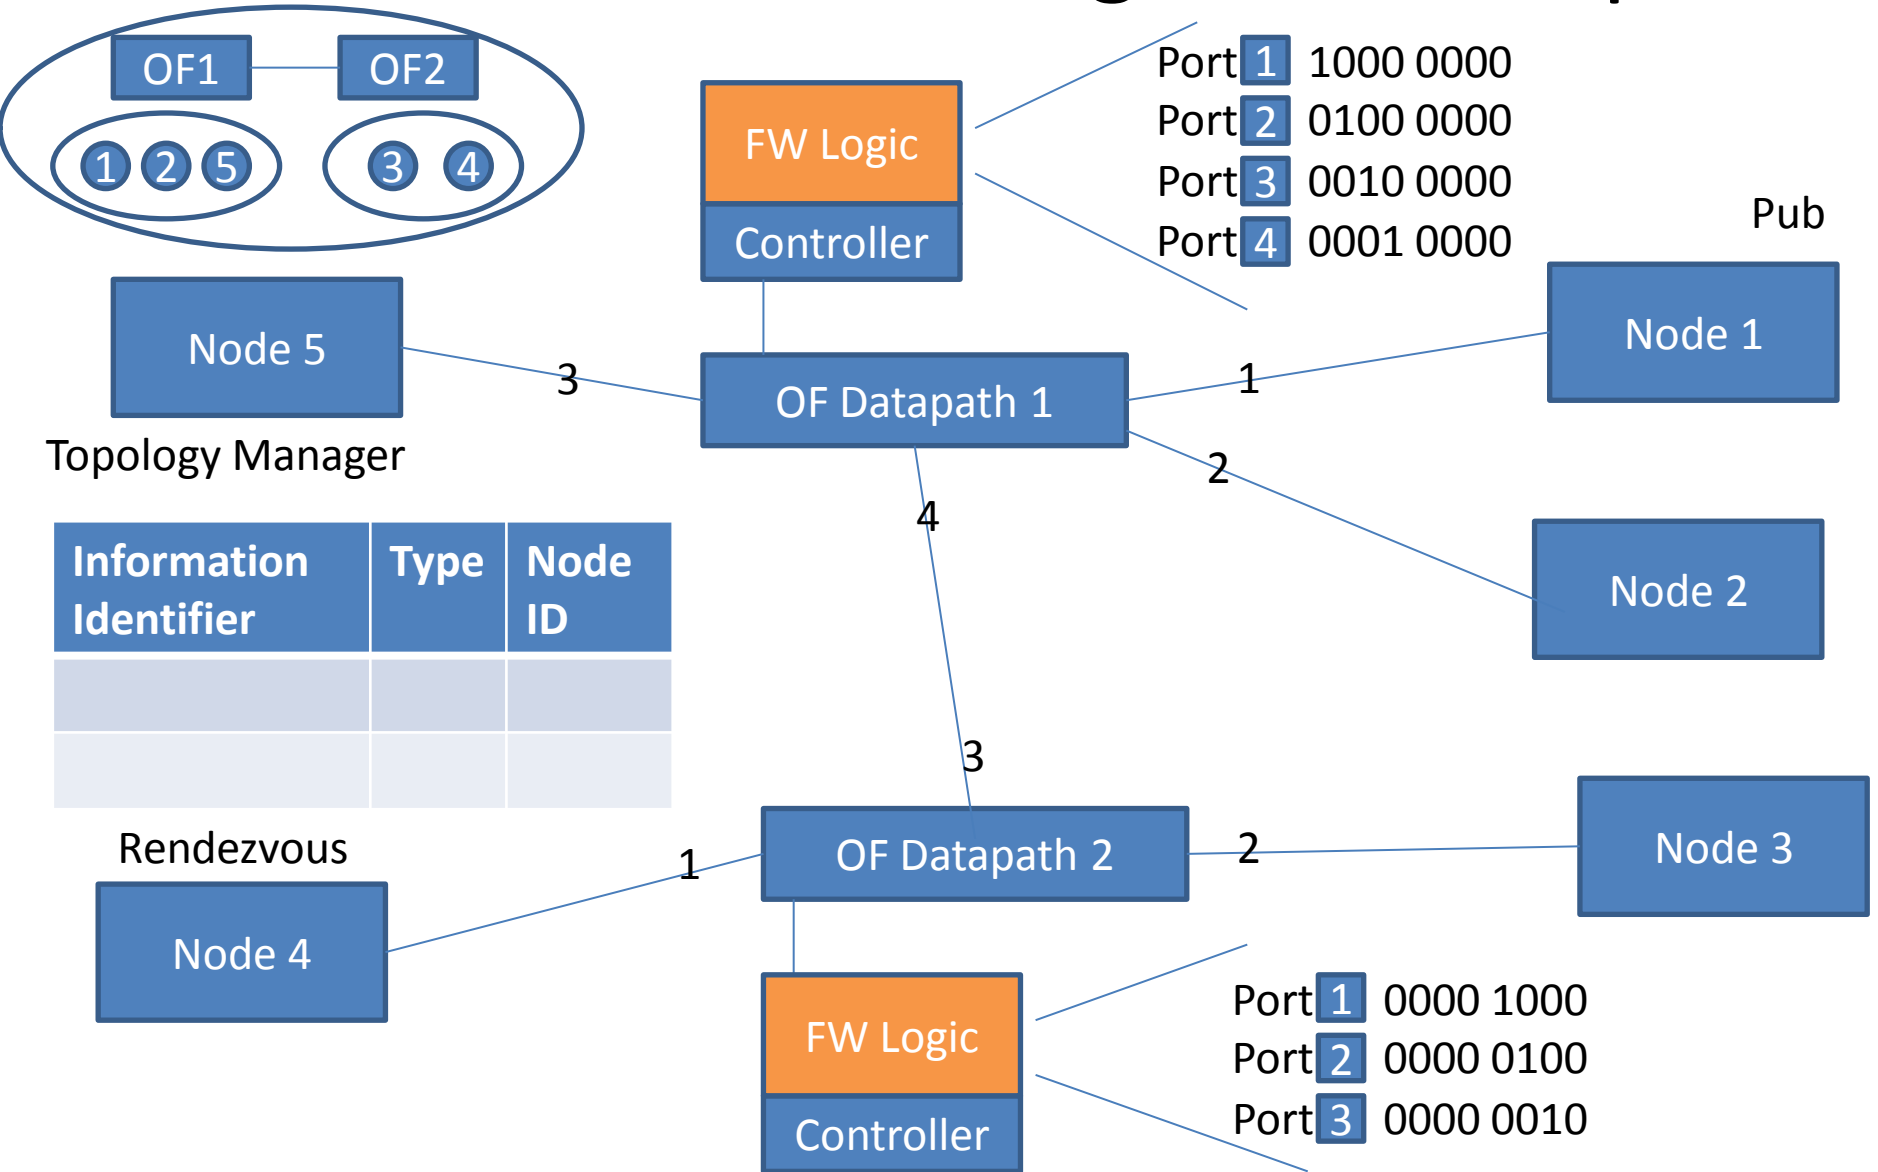 OF1
OF2
1 2 5
3 4
FW Logic
Controller
Port 1 1000 0000
Port 2 0100 0000
Port 3 0010 0000
Port 4 0001 0000
Pub
Node 5
Node 1
3
OF Datapath 1
1
Topology Manager
2
4
Information Identifier
Type
Node ID
Node 2
3
Rendezvous
1
OF Datapath 2
2
Node 3
Node 4
FW Logic
Controller
Port 1 0000 1000
Port 2 0000 0100
Port 3 0000 0010